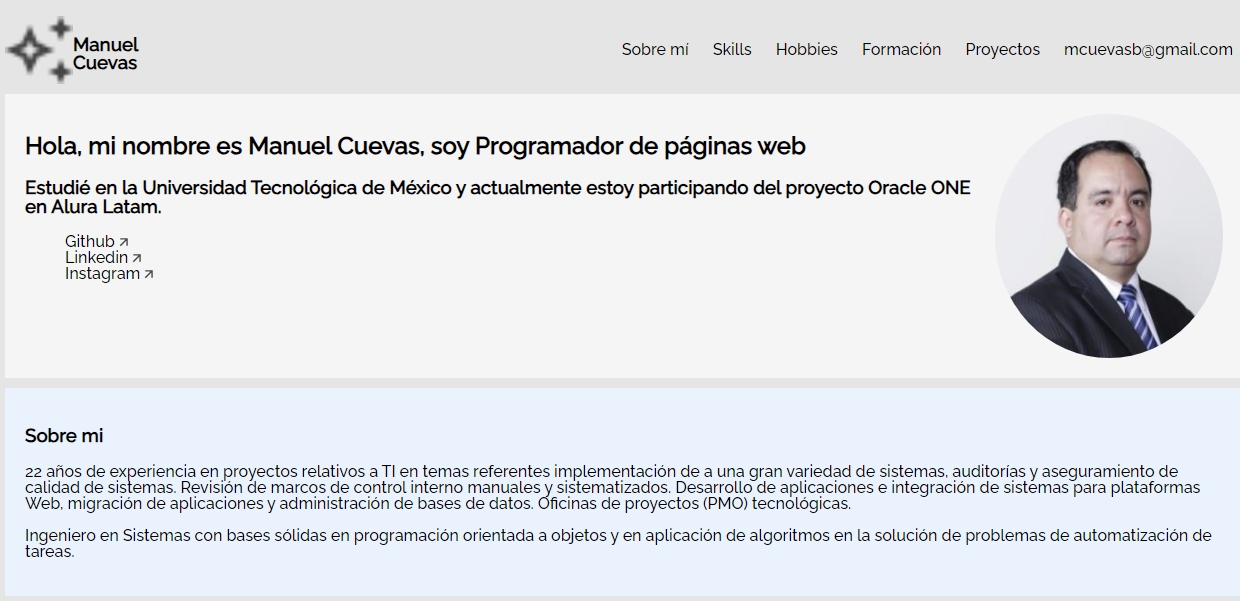 Manuel
Cuevas
Sobre mí Skills Hobbies Formación Proyectos mcuevasb@gmail.com
Hola, mi nombre es Manuel Cuevas, soy Programador de páginas web
Estudié en la Universidad Tecnológica de México y actualmente estoy participando del proyecto Oracle ONE
en Alura Latam.
Github
Linkedin
Instagram
Sobre mi
22 años de experiencia en proyectos relativos a TI en temas referentes implementación de a una gran variedad de sistemas, auditorías y aseguramiento de
calidad de sistemas. Revisión de marcos de control interno manuales y sistematizados. Desarrollo de aplicaciones e integración de sistemas para plataformas
Web, migración de aplicaciones y administración de bases de datos. Oficinas de proyectos (PMO) tecnológicas.
Ingeniero en Sistemas con bases sólidas en programación orientada a objetos y en aplicación de algoritmos en la solución de problemas de automatización de
tareas.